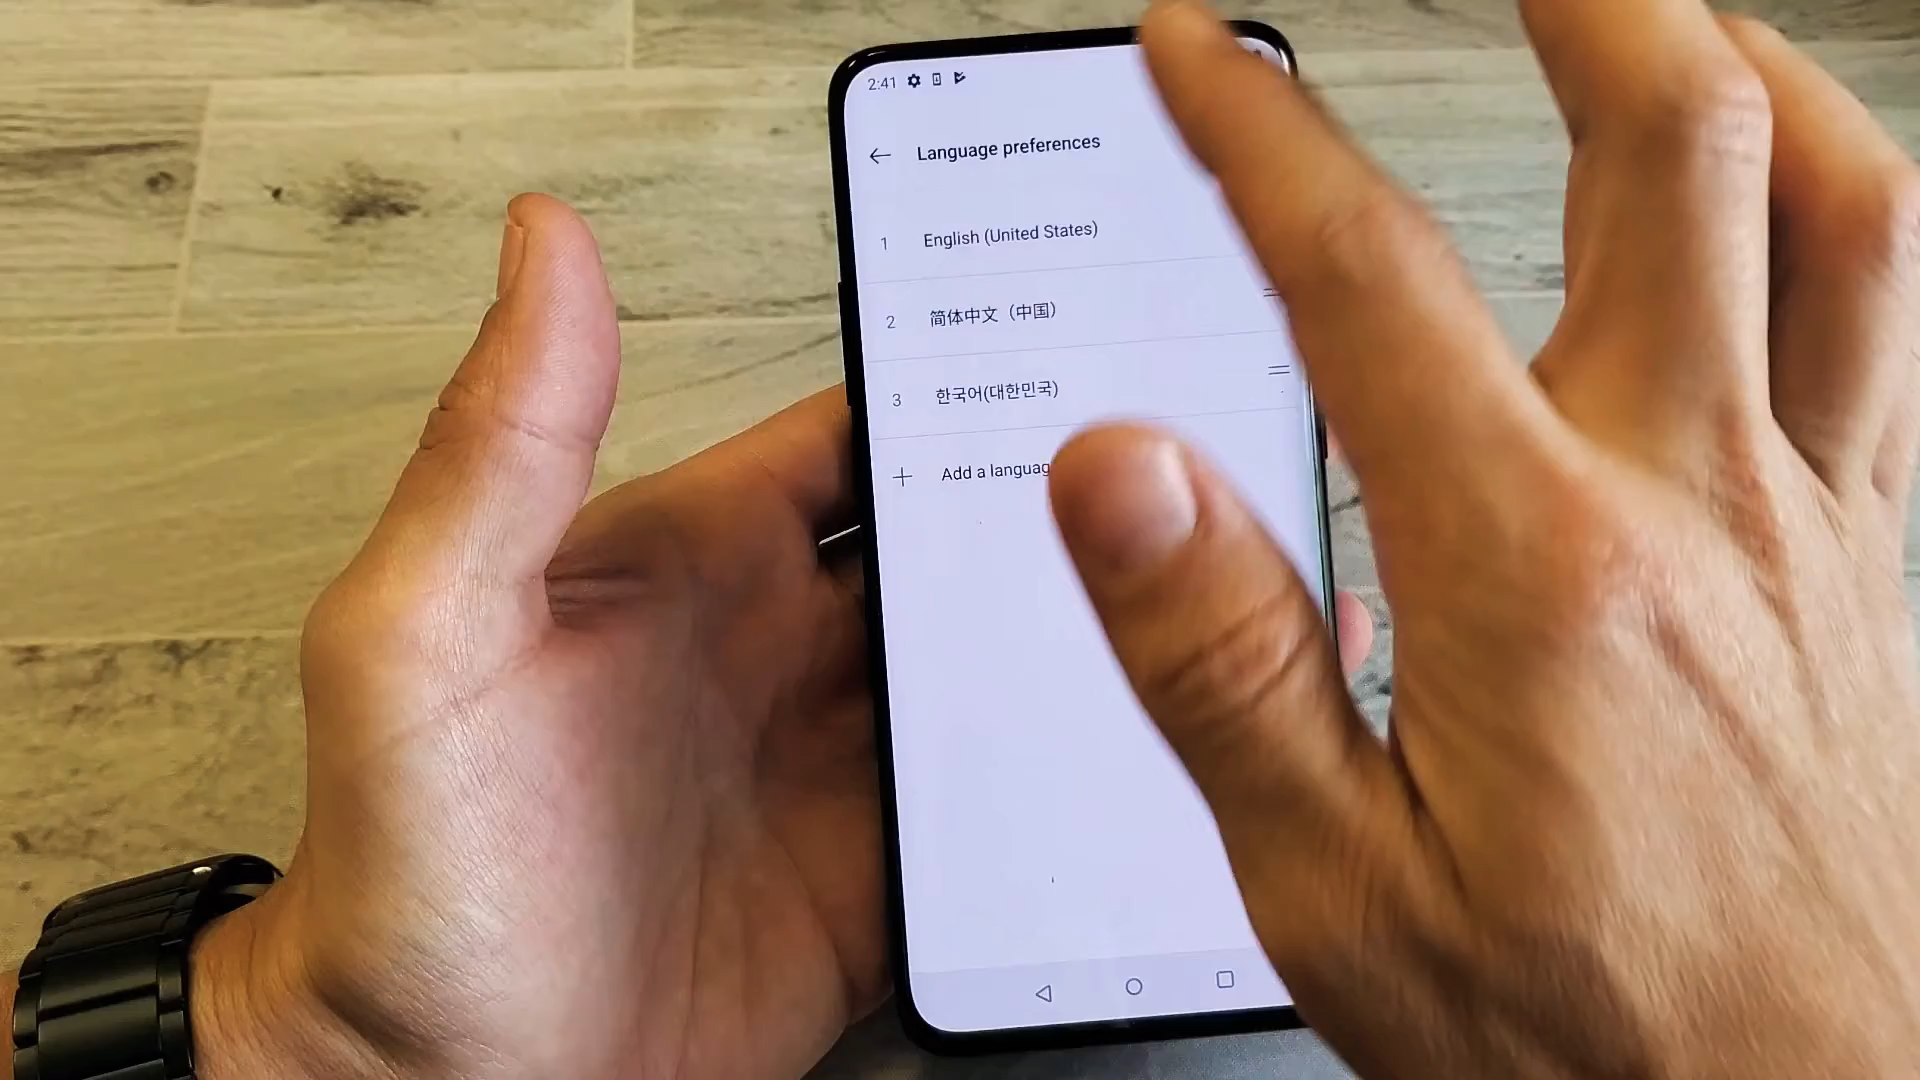 2:41
Language preferences
1 English (United States)
2 简体中文（中国）
3 한국어(대한민국)
Add a